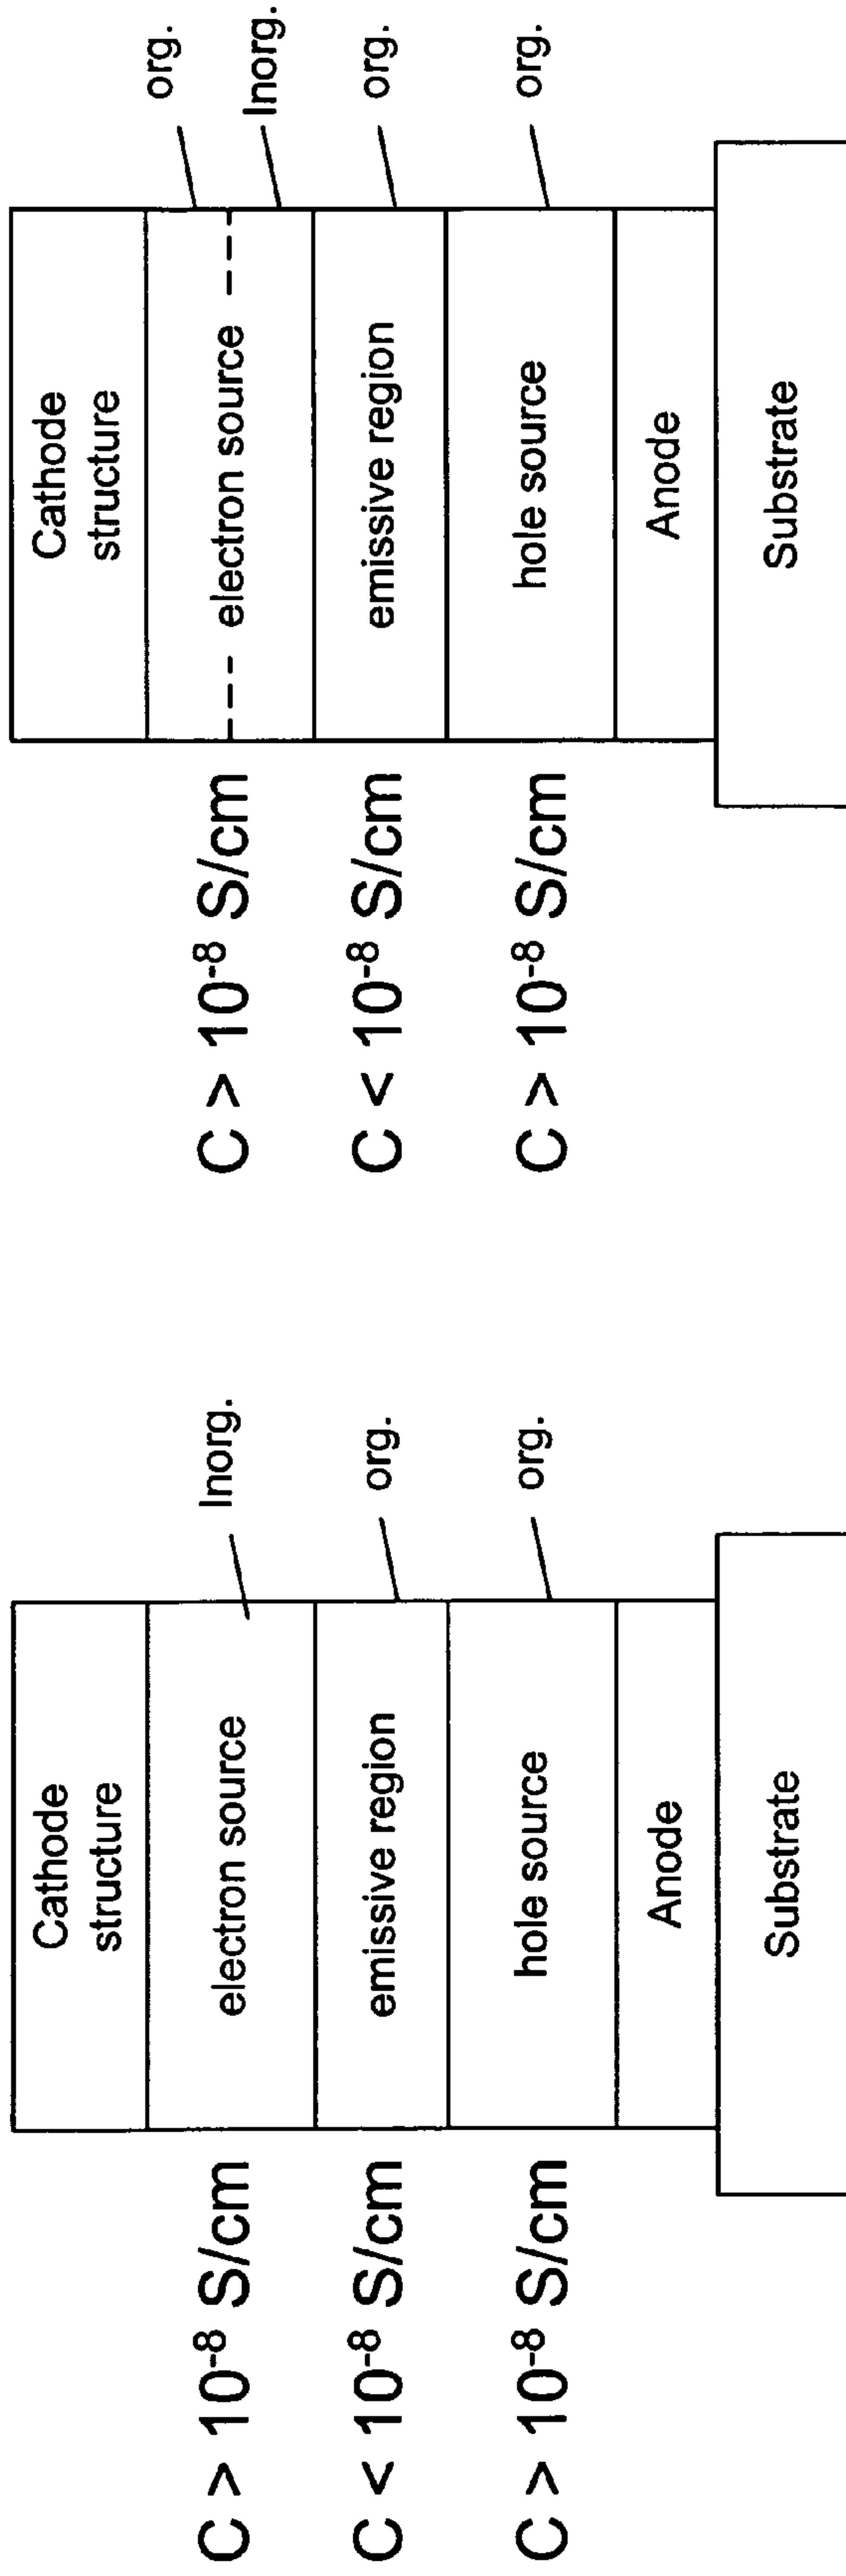 Cathode
structure
C > 10⁻⁸ S/cm
electron source
Inorg.
C < 10⁻⁸ S/cm
emissive region
org.
C > 10⁻⁸ S/cm
hole source
org.
Anode
Substrate
Cathode
structure
org.
C > 10⁻⁸ S/cm
electron source
Inorg.
C < 10⁻⁸ S/cm
emissive region
org.
C > 10⁻⁸ S/cm
hole source
org.
Anode
Substrate